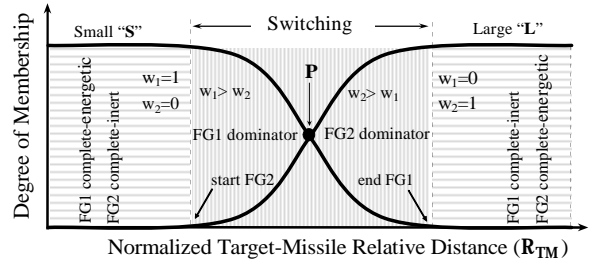 Switching
Small “S”
Large “L”
P
w1=1
w2=0
w1> w2
w2> w1
w1=0
w2=1
FG1 dominator
FG2 dominator
FG1 complete-energetic
FG2 complete-inert
FG1 complete-inert
FG2 complete-energetic
start FG2
end FG1
Degree of Membership
Normalized Target-Missile Relative Distance (RTM)